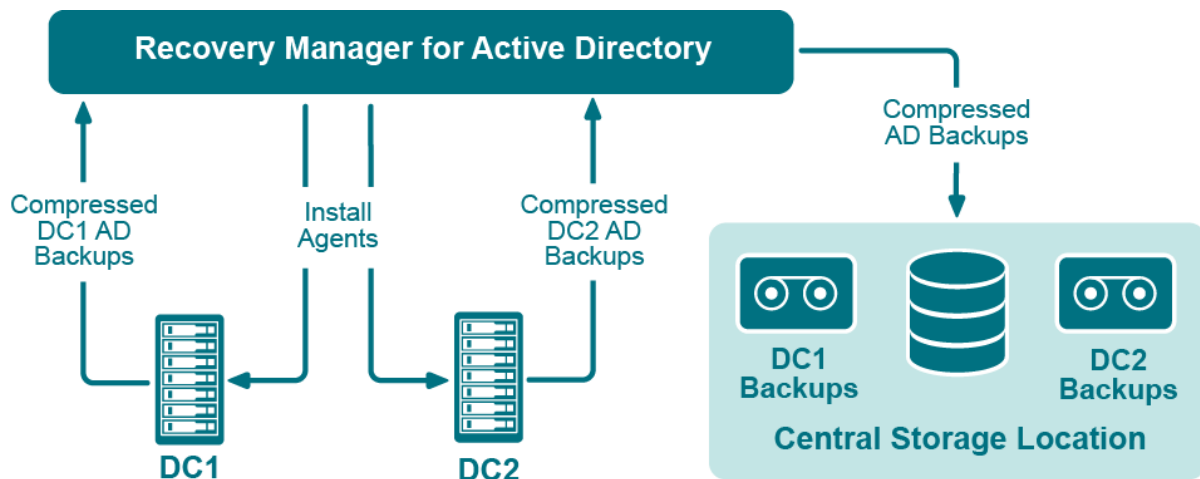 Recovery Manager for Active Directory
Compressed
DC1 AD
Backups
Install
Agents
Compressed
DC2 AD
Backups
Compressed
AD Backups
DC1
Backups
DC2
Backups
Central Storage Location
DC1
DC2